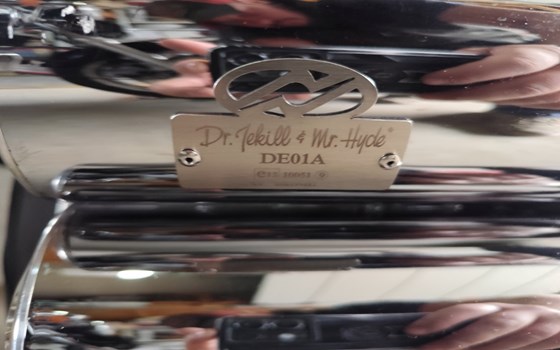 Dr. Jekill & Mr. Hyde®
DE01A